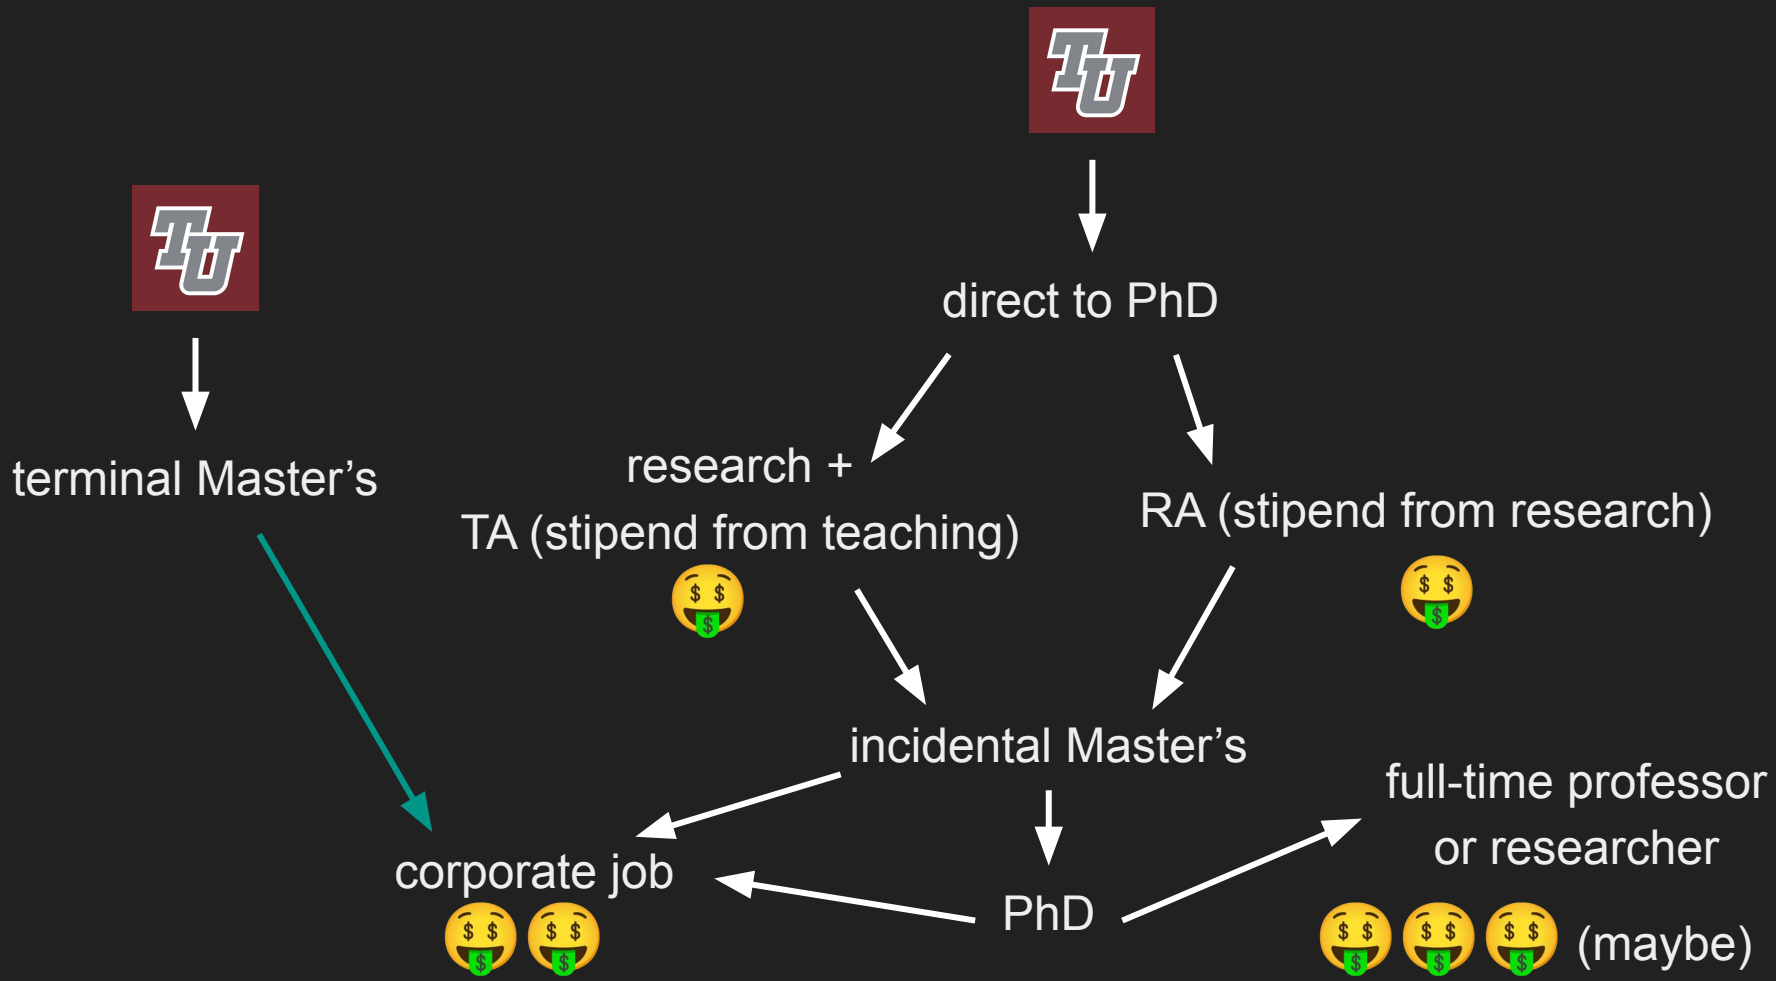 TU
direct to PhD
TU
terminal Master’s
research +
TA (stipend from teaching)
RA (stipend from research)
incidental Master’s
full-time professor
or researcher
corporate job
PhD
(maybe)